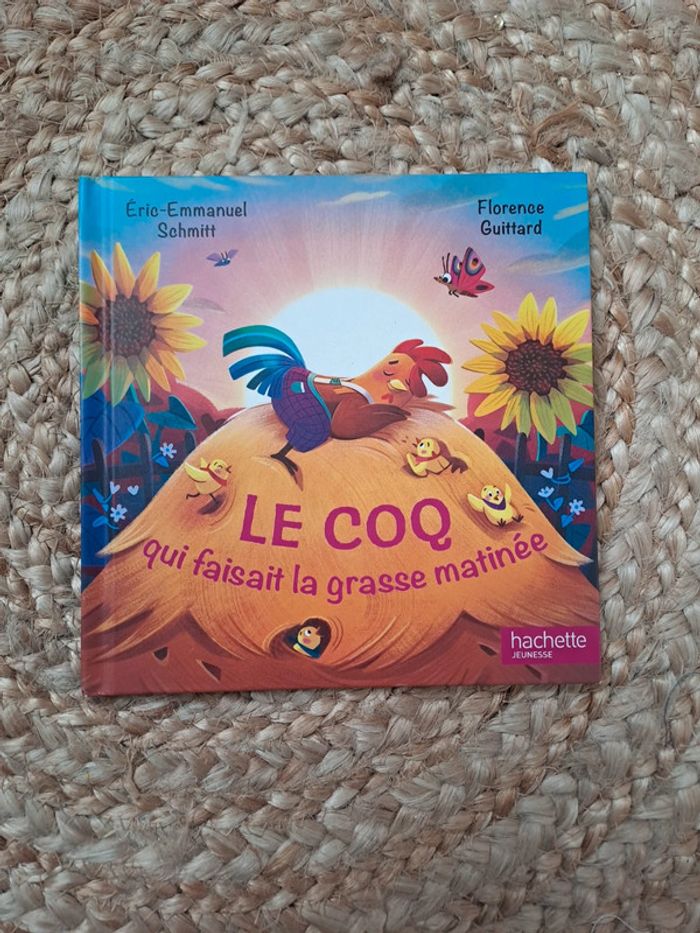 Éric-Emmanuel
Schmitt
Florence
Guittard
LE COQ
qui faisait la grasse matinée
hachette
JEUNESSE